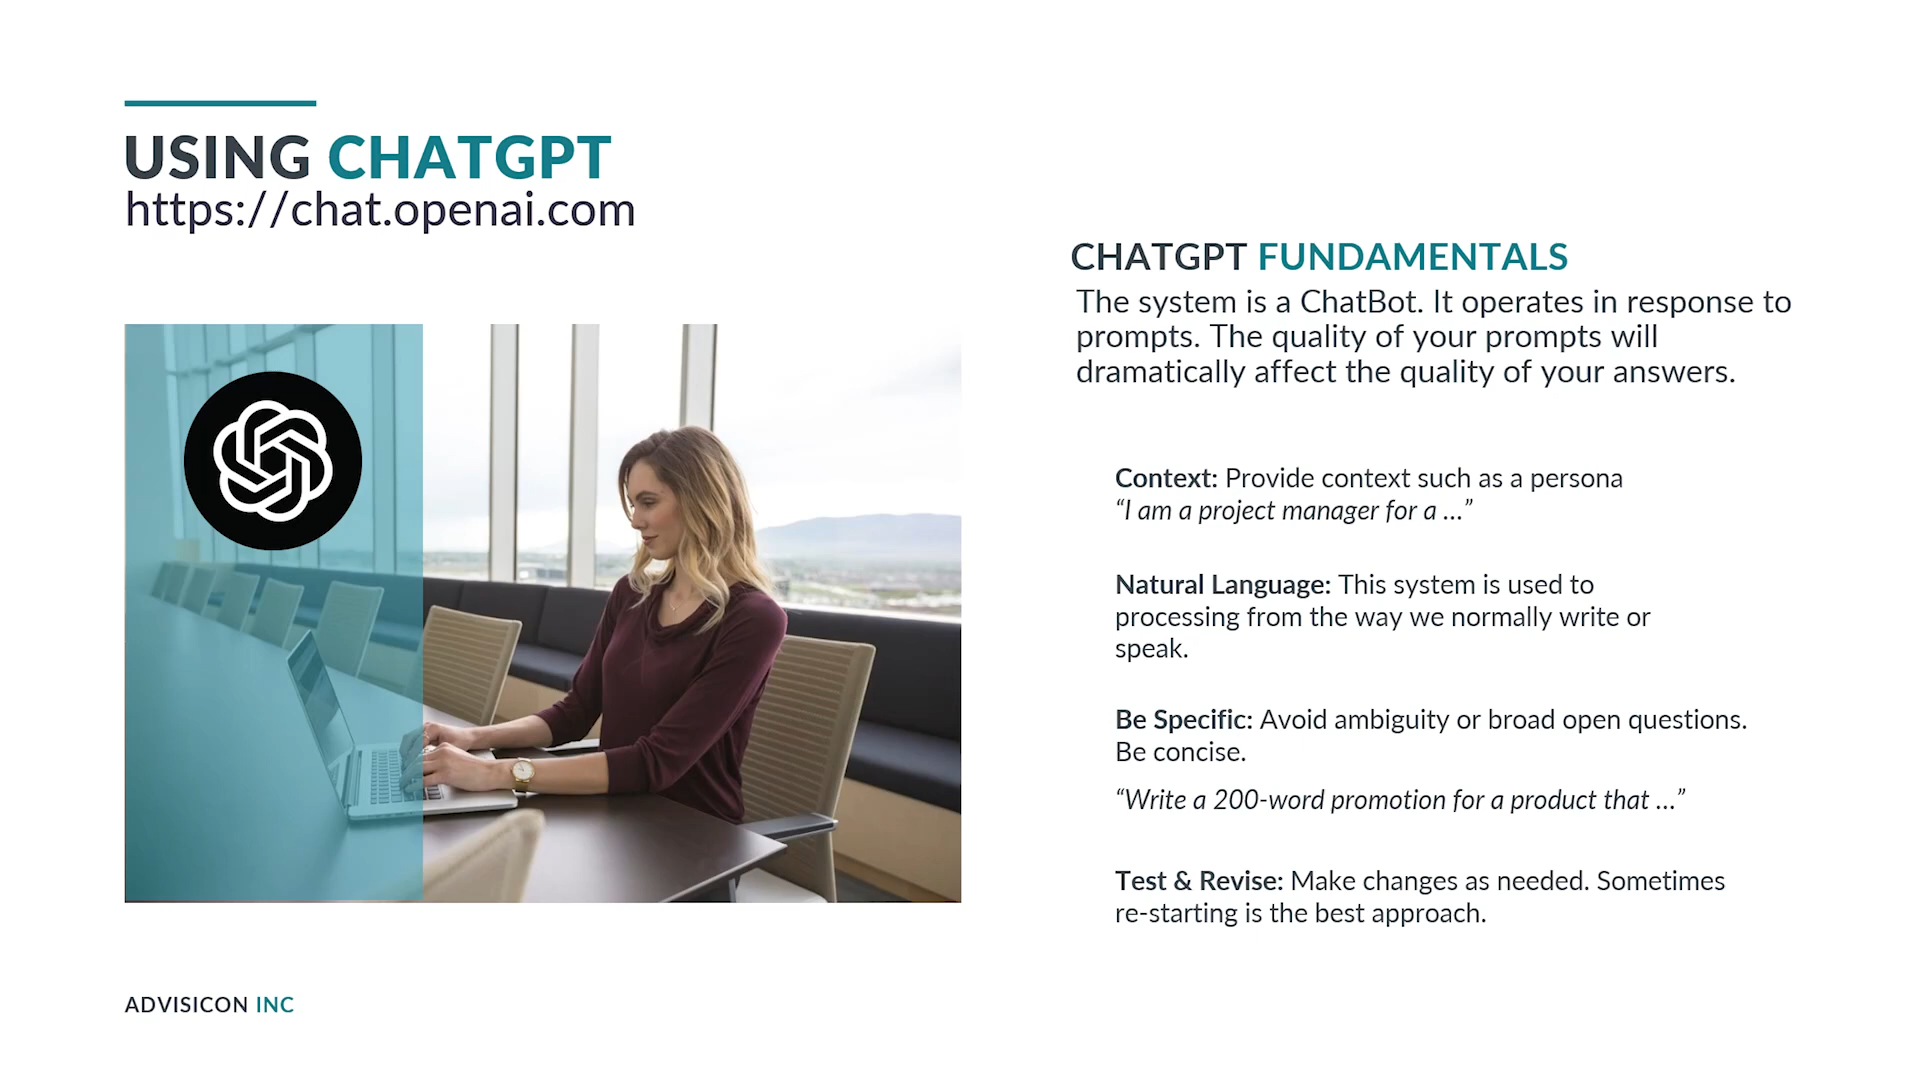 USING CHATGPT
https://chat.openai.com
CHATGPT FUNDAMENTALS
The system is a ChatBot. It operates in response to
prompts. The quality of your prompts will
dramatically affect the quality of your answers.
Context: Provide context such as a persona
“I am a project manager for a ...”
Natural Language: This system is used to
processing from the way we normally write or
speak.
Be Specific: Avoid ambiguity or broad open questions.
Be concise.
“Write a 200-word promotion for a product that ...”
Test & Revise: Make changes as needed. Sometimes
re-starting is the best approach.
ADVISICON INC